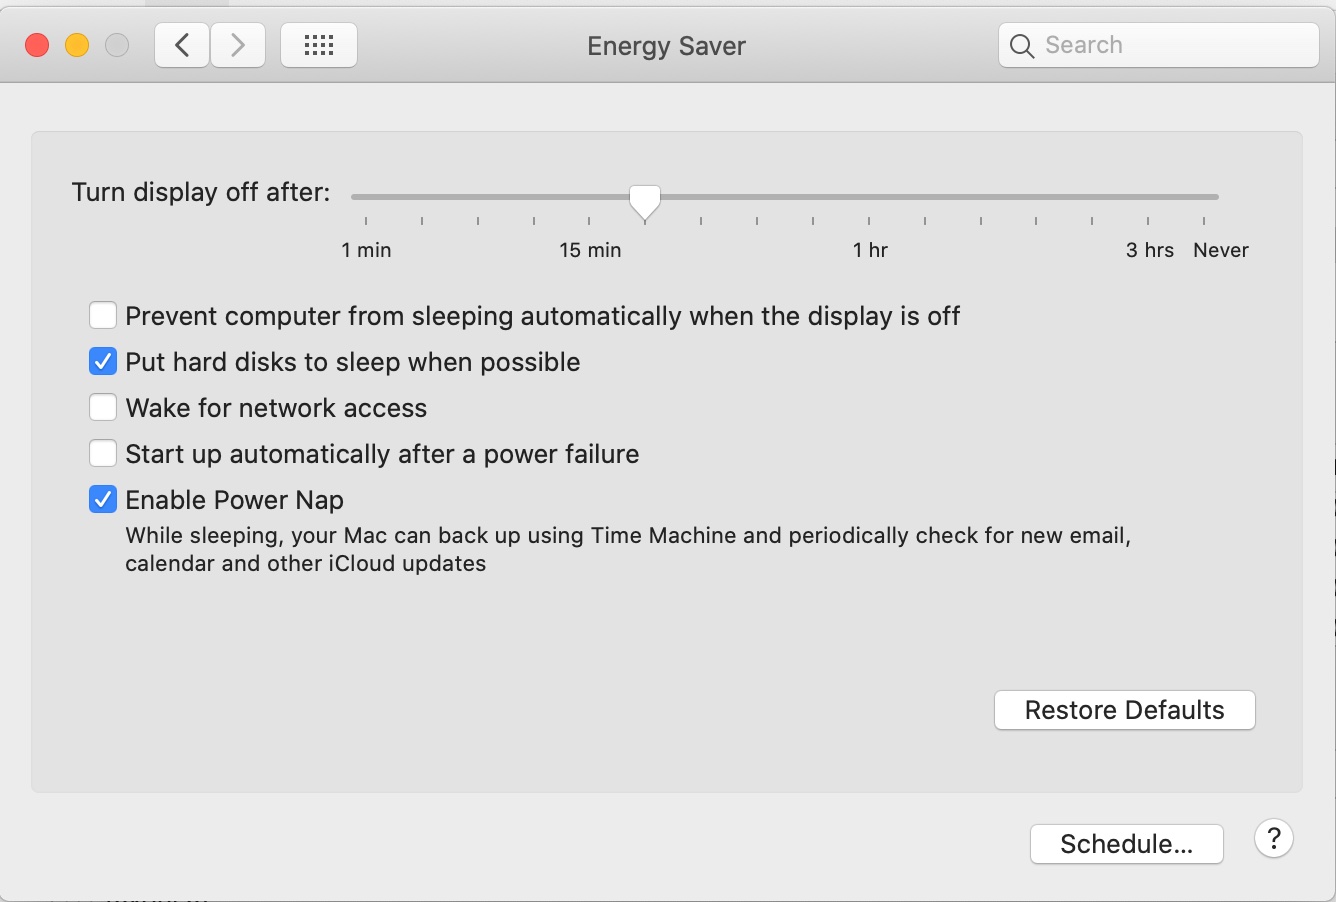 Energy Saver
Search
Turn display off after:
1 min 15 min 1 hr 3 hrs Never
Prevent computer from sleeping automatically when the display is off
Put hard disks to sleep when possible
Wake for network access
Start up automatically after a power failure
Enable Power Nap
While sleeping, your Mac can back up using Time Machine and periodically check for new email,
calendar and other iCloud updates
Restore Defaults
Schedule...
?